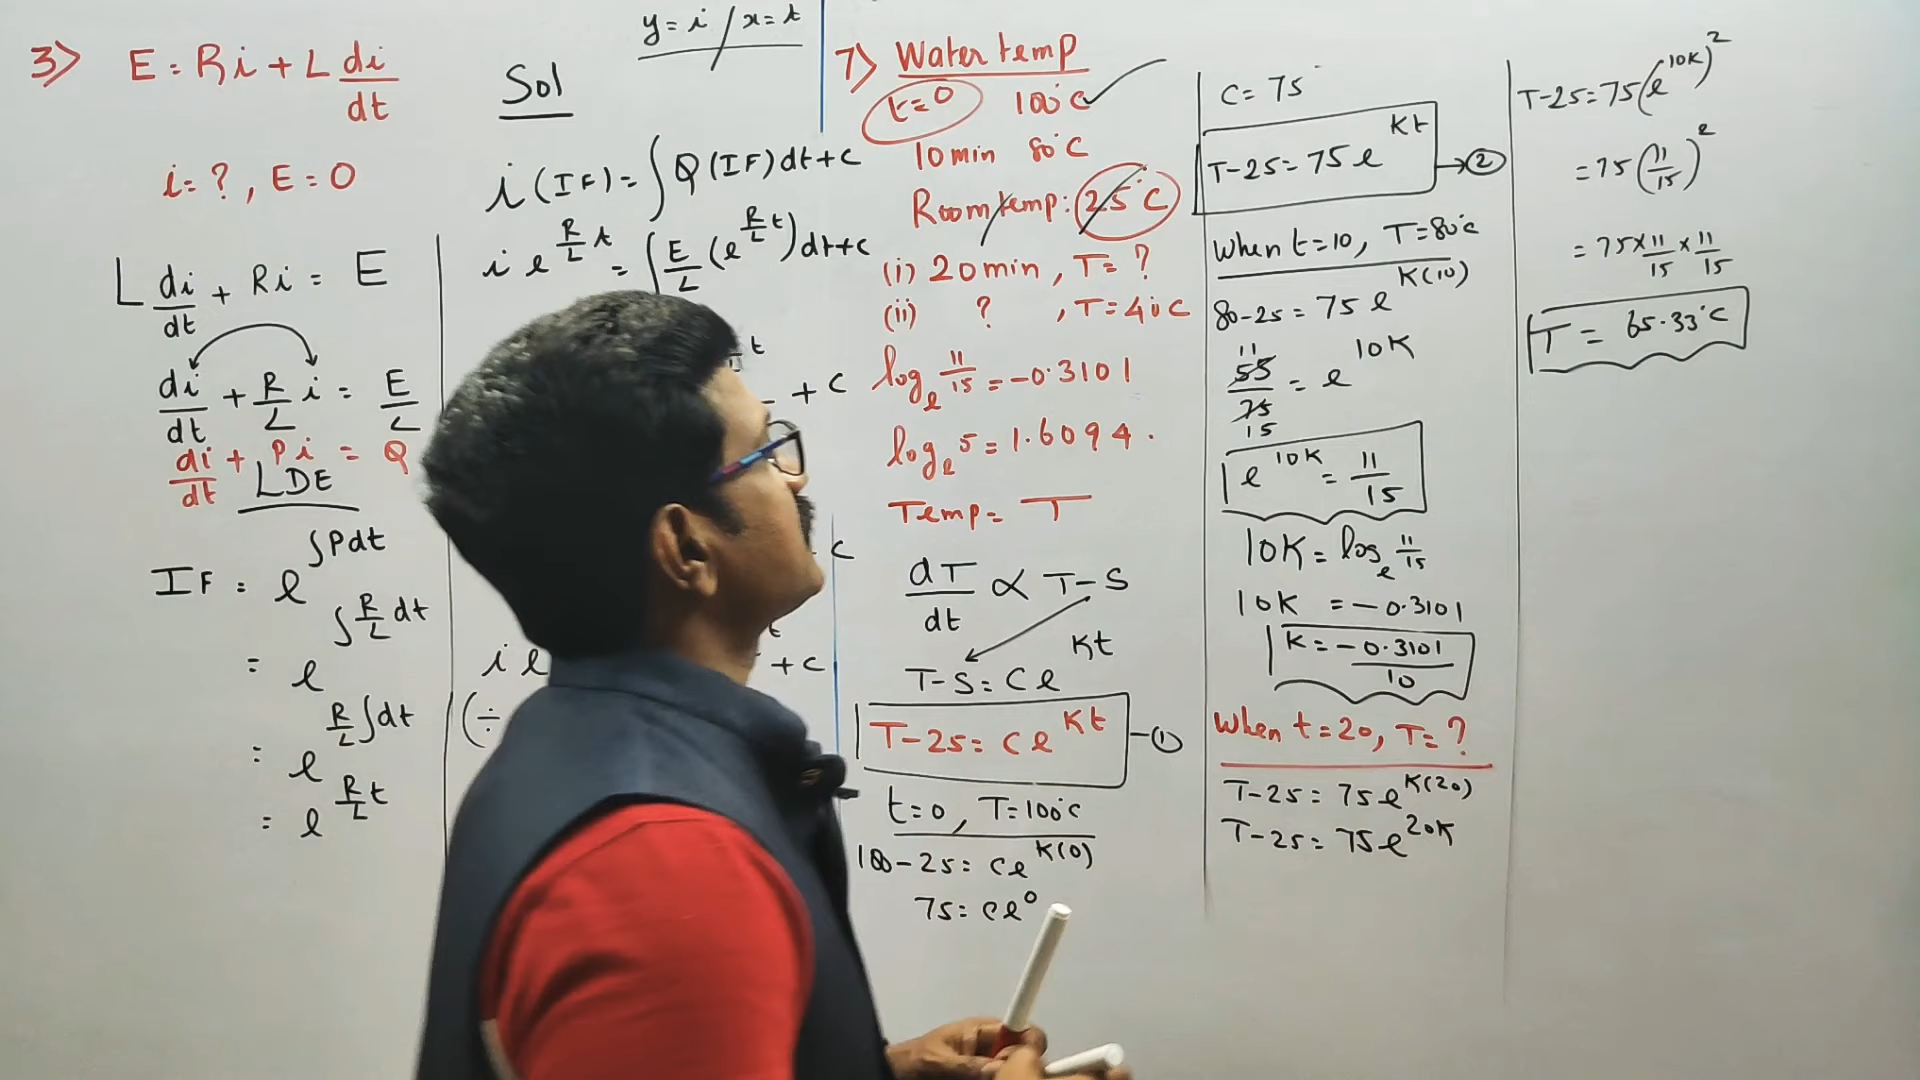 3) E = Ri + L di/dt
i = ?, E = 0
L di/dt + Ri = E
di/dt + R/L i = E/L
di/dt + Pi = Q
LDE
IF = e^∫Pdt
= e^∫R/L dt
= e^R/L ∫dt
= e^R/L t
y = i / x = t
Sol
i (IF) = ∫Q (IF) dt + c
i e^R/L t = ∫E/L (e^R/L t) dt + c
t
+ c
c
i e
t
+ c
(÷
7) Water temp
t = 0 100°c
10 min 80°c
Room temp: 25°c
(i) 20 min, T = ?
(ii) ?, T = 40°C
log_e 11/15 = -0.3101
log_e 5 = 1.6094.
Temp = T
dT/dt ∝ T - S
T - S = C e^Kt
T - 25 = C e^Kt - ①
t = 0, T = 100°c
100 - 25 = c e^K(0)
75 = c e^0
C = 75
T - 25 = 75 e^Kt → ②
when t = 10, T = 80°c
80 - 25 = 75 e^K(10)
11
55/75 = e^10K
15
e^10K = 11/15
10K = log_e 11/15
10K = -0.3101
K = -0.3101/10
when t = 20, T = ?
T - 25 = 75 e^K(20)
T - 25 = 75 e^20K
T - 25 = 75 (e^10K)^2
= 75 (11/15)^2
= 75 × 11/15 × 11/15
T = 65.33°c